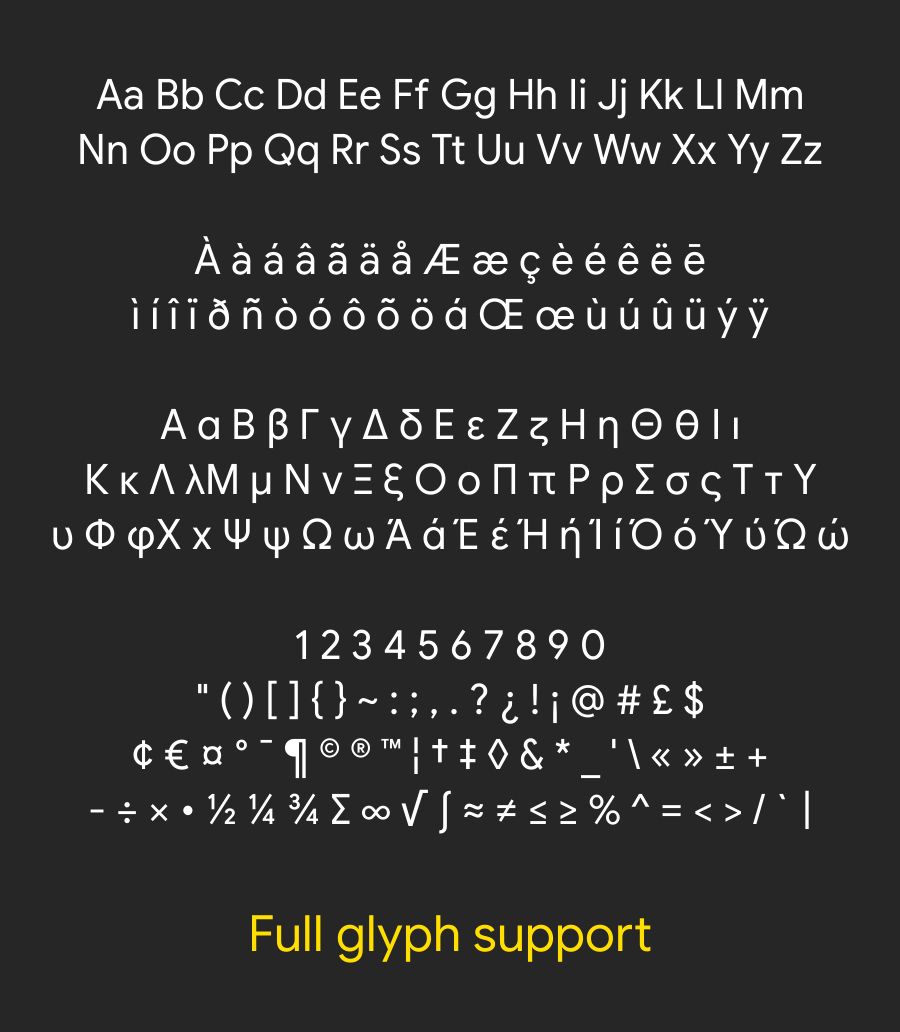 Aa Bb Cc Dd Ee Ff Gg Hh Ii Jj Kk Ll Mm
Nn Oo Pp Qq Rr Ss Tt Uu Vv Ww Xx Yy Zz
À à á â ã ä å Æ æ ç è é ê ë ē
ì í î ï ð ñ ò ó ô õ ö ά Œ œ ù ú û ü ý ÿ
Α α Β β Γ γ Δ δ Ε ε Ζ ζ Η η Θ θ Ι ι
Κ κ Λ λΜ μ Ν ν Ξ ξ Ο ο Π π Ρ ρ Σ σ ς Τ τ Υ
υ Φ φΧ χ Ψ ψ Ω ω Ά ά Έ έ Ή ή Ί ί Ό ό Ύ ύ Ώ ώ
1 2 3 4 5 6 7 8 9 0
" ( ) [ ] { } ~ : ; , . ? ¿ ! ¡ @ # £ $
¢ € ¤ ° ¯ ¶ © ® ™ ¦ † ‡ ◊ & * _ ' \ « » ± +
- ÷ × • ½ ¼ ¾ Σ ∞ √ ∫ ≈ ≠ ≤ ≥ % ^ = < > / ` |
Full glyph support